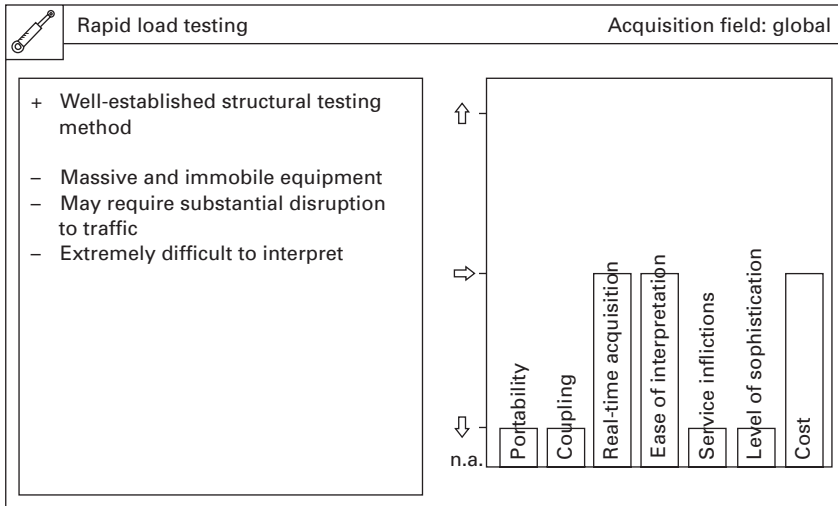 Rapid load testing
Acquisition field: global
+ Well-established structural testing
method
– Massive and immobile equipment
– May require substantial disruption
to traffic
– Extremely difficult to interpret
n.a.
Portability
Coupling
Real-time acquisition
Ease of interpretation
Service inflictions
Level of sophistication
Cost